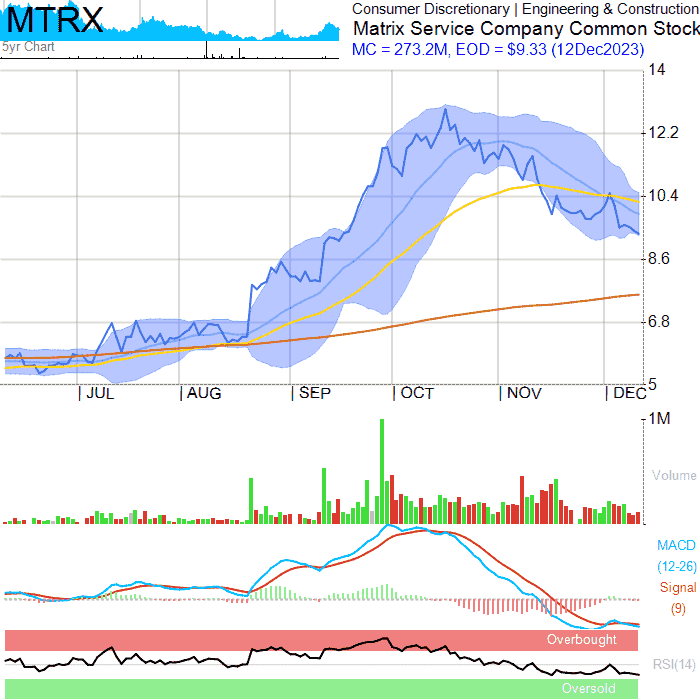 MTRX
5yr Chart
Consumer Discretionary | Engineering & Construction
Matrix Service Company Common Stock
MC = 273.2M, EOD = $9.33 (12Dec2023)
14
12.2
10.4
8.6
6.8
5
|JUL |AUG |SEP |OCT |NOV |DEC
1M
Volume
MACD
(12-26)
Signal
(9)
Overbought
RSI(14)
Oversold